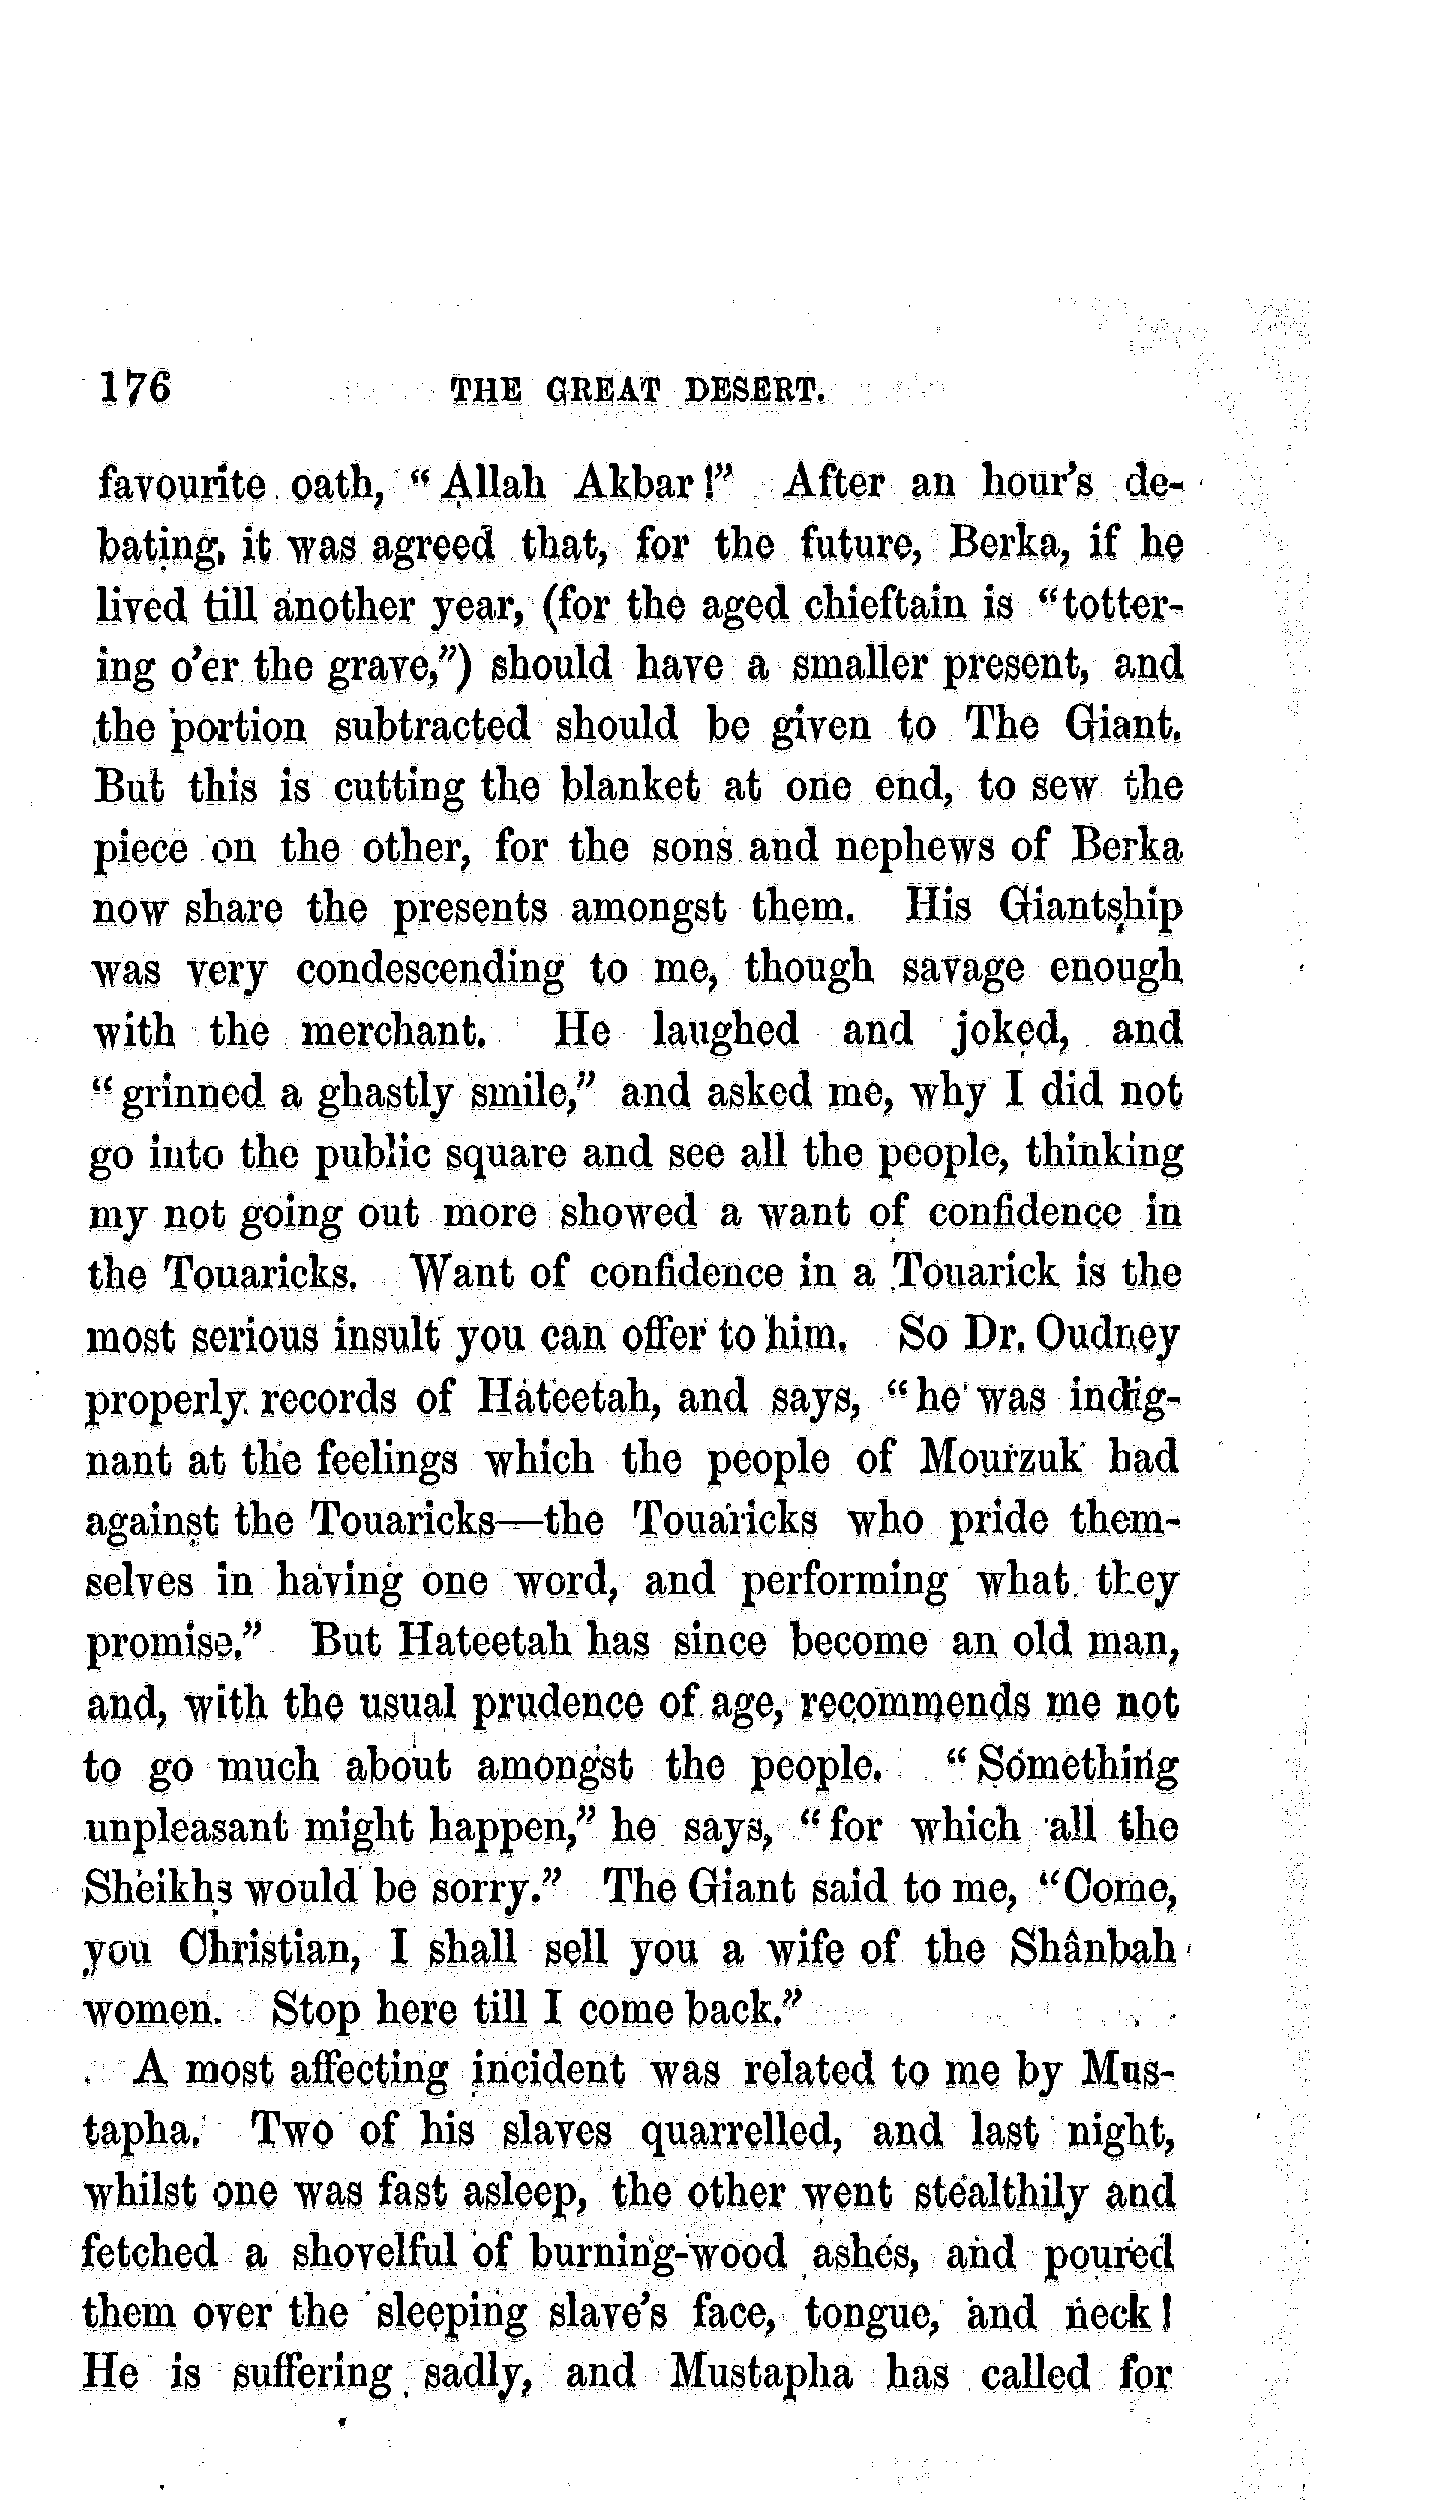 176 THE GREAT DESERT.
favourite oath, “Allah Akbar!” After an hour’s de-
bating, it was agreed that, for the future, Berka, if he
lived till another year, (for the aged chieftain is “totter-
ing o’er the grave,”) should have a smaller present, and
the portion subtracted should be given to The Giant.
But this is cutting the blanket at one end, to sew the
piece on the other, for the sons and nephews of Berka
now share the presents amongst them. His Giantship
was very condescending to me, though savage enough
with the merchant. He laughed and joked, and
“grinned a ghastly smile,” and asked me, why I did not
go into the public square and see all the people, thinking
my not going out more showed a want of confidence in
the Touaricks. Want of confidence in a Touarick is the
most serious insult you can offer to him. So Dr. Oudney
properly records of Hateetah, and says, “he was indig-
nant at the feelings which the people of Mourzuk had
against the Touaricks—the Touaricks who pride them-
selves in having one word, and performing what they
promise.” But Hateetah has since become an old man,
and, with the usual prudence of age, recommends me not
to go much about amongst the people. “Something
unpleasant might happen,” he says, “for which all the
Sheikhs would be sorry.” The Giant said to me, “Come,
you Christian, I shall sell you a wife of the Shânbah
women. Stop here till I come back.”
A most affecting incident was related to me by Mus-
tapha. Two of his slaves quarrelled, and last night,
whilst one was fast asleep, the other went stealthily and
fetched a shovelful of burning-wood ashes, and poured
them over the sleeping slave’s face, tongue, and neck!
He is suffering sadly, and Mustapha has called for